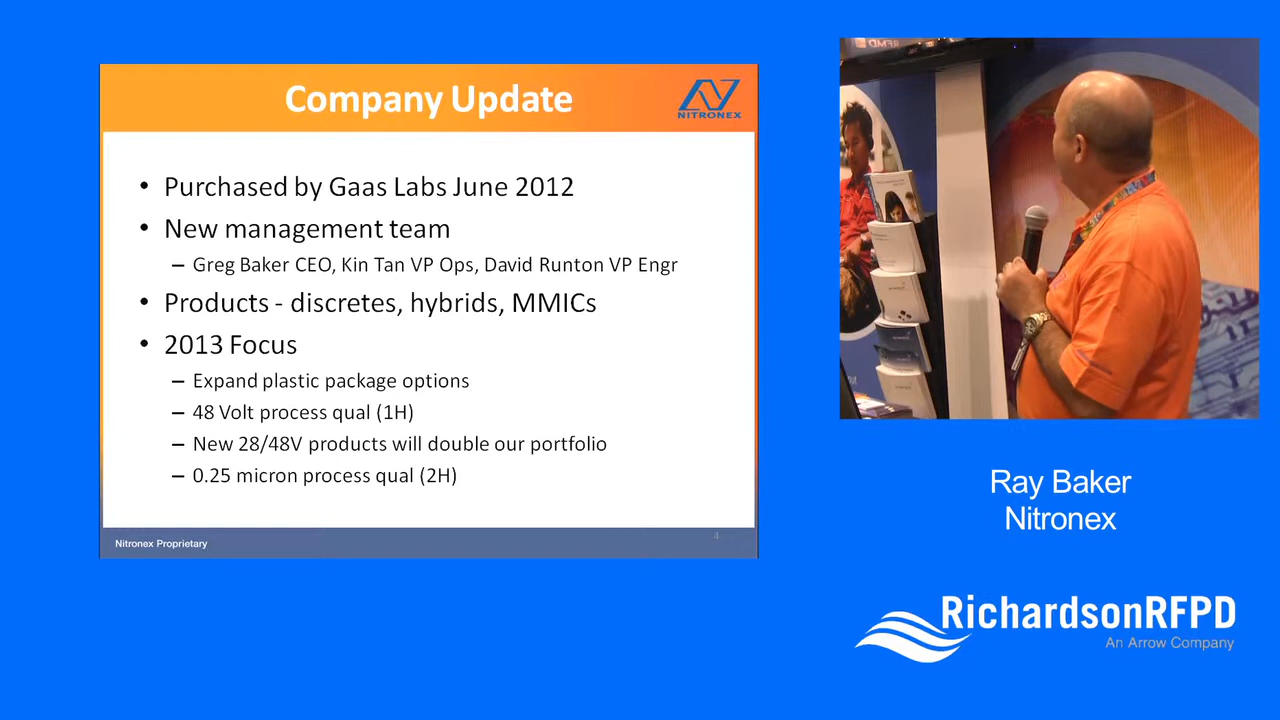 Company Update
NITRONEX
• Purchased by Gaas Labs June 2012
• New management team
– Greg Baker CEO, Kin Tan VP Ops, David Runton VP Engr
• Products - discretes, hybrids, MMICs
• 2013 Focus
– Expand plastic package options
– 48 Volt process qual (1H)
– New 28/48V products will double our portfolio
– 0.25 micron process qual (2H)
Nitronex Proprietary
4
Ray Baker
Nitronex
RichardsonRFPD
An Arrow Company